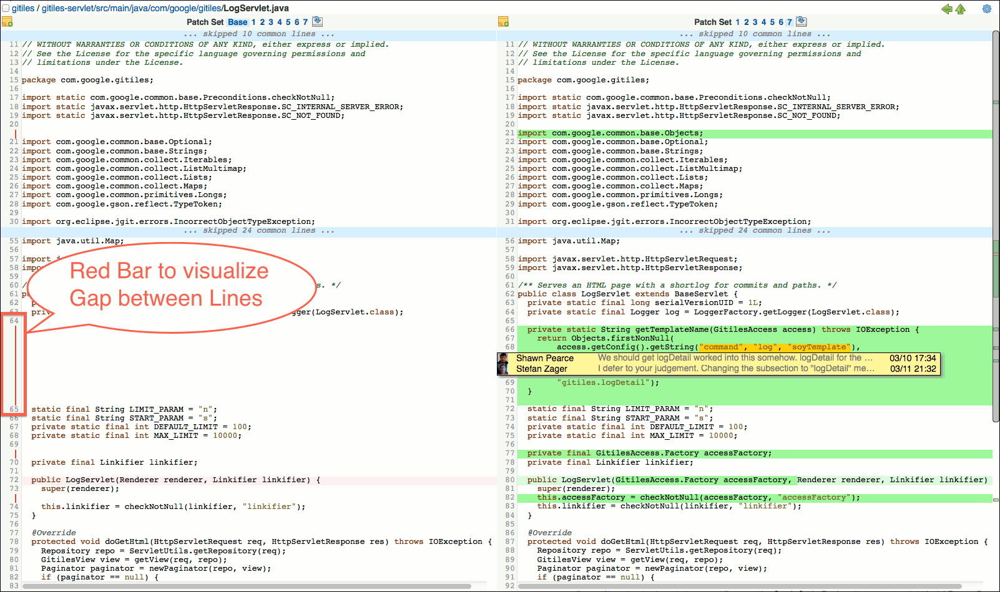 gitiles / gitiles-servlet/src/main/java/com/google/gitiles/LogServlet.java
Patch Set Base 1 2 3 4 5 6 7
... skipped 10 common lines ...
11 // WITHOUT WARRANTIES OR CONDITIONS OF ANY KIND, either express or implied.
12 // See the License for the specific language governing permissions and
13 // limitations under the License.
14
15 package com.google.gitiles;
16
17 import static com.google.common.base.Preconditions.checkNotNull;
18 import static javax.servlet.http.HttpServletResponse.SC_INTERNAL_SERVER_ERROR;
19 import static javax.servlet.http.HttpServletResponse.SC_NOT_FOUND;
20
21 import com.google.common.base.Optional;
22 import com.google.common.base.Strings;
23 import com.google.common.collect.Iterables;
24 import com.google.common.collect.ListMultimap;
25 import com.google.common.collect.Lists;
26 import com.google.common.collect.Maps;
27 import com.google.common.primitives.Longs;
28 import com.google.gson.reflect.TypeToken;
29
30 import org.eclipse.jgit.errors.IncorrectObjectTypeException;
... skipped 24 common lines ...
55 import java.util.Map;
56
57 import
58
59
60 s. */
61
62
63 gger(LogServlet.class);
64
Red Bar to visualize
Gap between Lines
65 static final String LIMIT_PARAM = "n";
66 static final String START_PARAM = "s";
67 private static final int DEFAULT_LIMIT = 100;
68 private static final int MAX_LIMIT = 10000;
69
70 private final Linkifier linkifier;
71
72 public LogServlet(Renderer renderer, Linkifier linkifier) {
73 super(renderer);
74 this.linkifier = checkNotNull(linkifier, "linkifier");
75 }
76
77 @Override
78 protected void doGetHtml(HttpServletRequest req, HttpServletResponse res) throws IOException {
79 Repository repo = ServletUtils.getRepository(req);
80 GitilesView view = getView(req, repo);
81 Paginator paginator = newPaginator(repo, view);
82 if (paginator == null) {
83
Patch Set 1 2 3 4 5 6 7
... skipped 10 common lines ...
11 // WITHOUT WARRANTIES OR CONDITIONS OF ANY KIND, either express or implied.
12 // See the License for the specific language governing permissions and
13 // limitations under the License.
14
15 package com.google.gitiles;
16
17 import static com.google.common.base.Preconditions.checkNotNull;
18 import static javax.servlet.http.HttpServletResponse.SC_INTERNAL_SERVER_ERROR;
19 import static javax.servlet.http.HttpServletResponse.SC_NOT_FOUND;
20
21 import com.google.common.base.Objects;
22 import com.google.common.base.Optional;
23 import com.google.common.base.Strings;
24 import com.google.common.collect.Iterables;
25 import com.google.common.collect.ListMultimap;
26 import com.google.common.collect.Lists;
27 import com.google.common.collect.Maps;
28 import com.google.common.primitives.Longs;
29 import com.google.gson.reflect.TypeToken;
30
31 import org.eclipse.jgit.errors.IncorrectObjectTypeException;
... skipped 24 common lines ...
56 import java.util.Map;
57
58 import javax.servlet.http.HttpServletRequest;
59 import javax.servlet.http.HttpServletResponse;
60
61 /** Serves an HTML page with a shortlog for commits and paths. */
62 public class LogServlet extends BaseServlet {
63 private static final long serialVersionUID = 1L;
64 private static final Logger log = LoggerFactory.getLogger(LogServlet.class);
65
66 private static String getTemplateName(GitilesAccess access) throws IOException {
67 return Objects.firstNonNull(
68 access.getConfig().getString("command", "log", "soyTemplate"),
Shawn Pearce We should get logDetail worked into this somehow. logDetail for the ... 03/10 17:34
Stefan Zager I defer to your judgement. Changing the subsection to "logDetail" me... 03/11 21:32
69 "gitiles.logDetail");
70 }
71
72 static final String LIMIT_PARAM = "n";
73 static final String START_PARAM = "s";
74 private static final int DEFAULT_LIMIT = 100;
75 private static final int MAX_LIMIT = 10000;
76
77 private final GitilesAccess.Factory accessFactory;
78 private final Linkifier linkifier;
79
80 public LogServlet(GitilesAccess.Factory accessFactory, Renderer renderer, Linkifier linkifier)
81 super(renderer);
82 this.accessFactory = checkNotNull(accessFactory, "accessFactory");
83 this.linkifier = checkNotNull(linkifier, "linkifier");
84 }
85
86 @Override
87 protected void doGetHtml(HttpServletRequest req, HttpServletResponse res) throws IOException {
88 Repository repo = ServletUtils.getRepository(req);
89 GitilesView view = getView(req, repo);
90 Paginator paginator = newPaginator(repo, view);
91 if (paginator == null) {
92